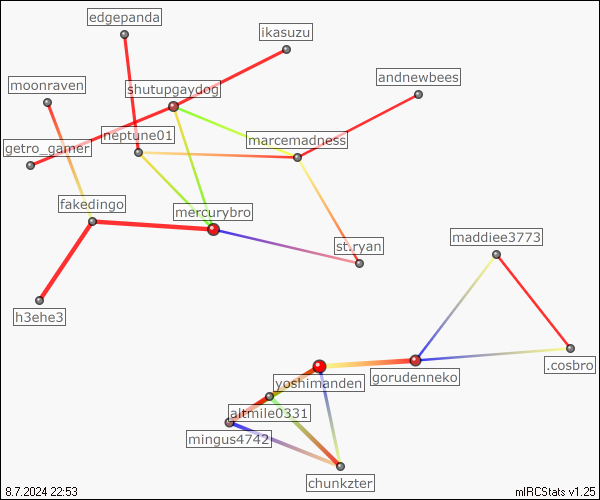 edgepanda
ikasuzu
andnewbees
moonraven
shutupgaydog
neptune01
marcemadness
getro_gamer
fakedingo
mercurybro
st.ryan
maddiee3773
h3ehe3
.cosbro
yoshimanden
gorudenneko
altmile0331
mingus4742
chunkzter
8.7.2024 22:53
mIRCStats v1.25